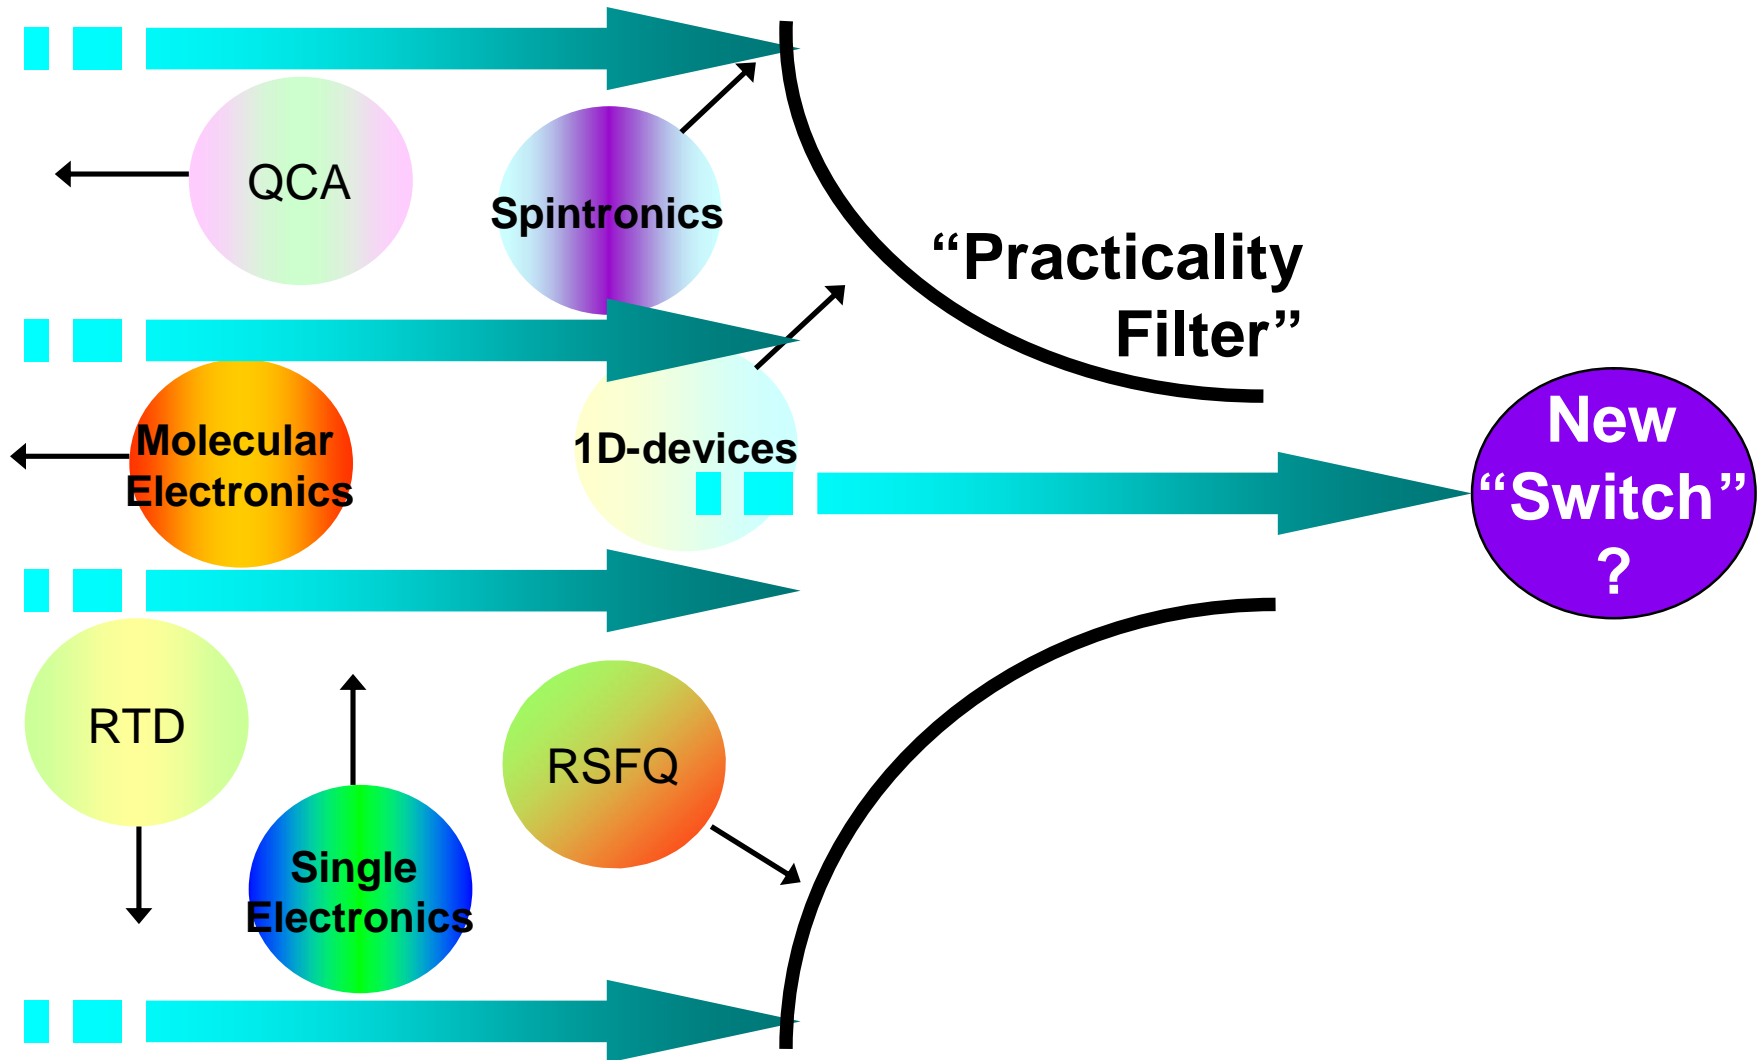 QCA
Spintronics
“Practicality
Filter”
Molecular
Electronics
1D-devices
New
“Switch”
?
RTD
RSFQ
Single
Electronics